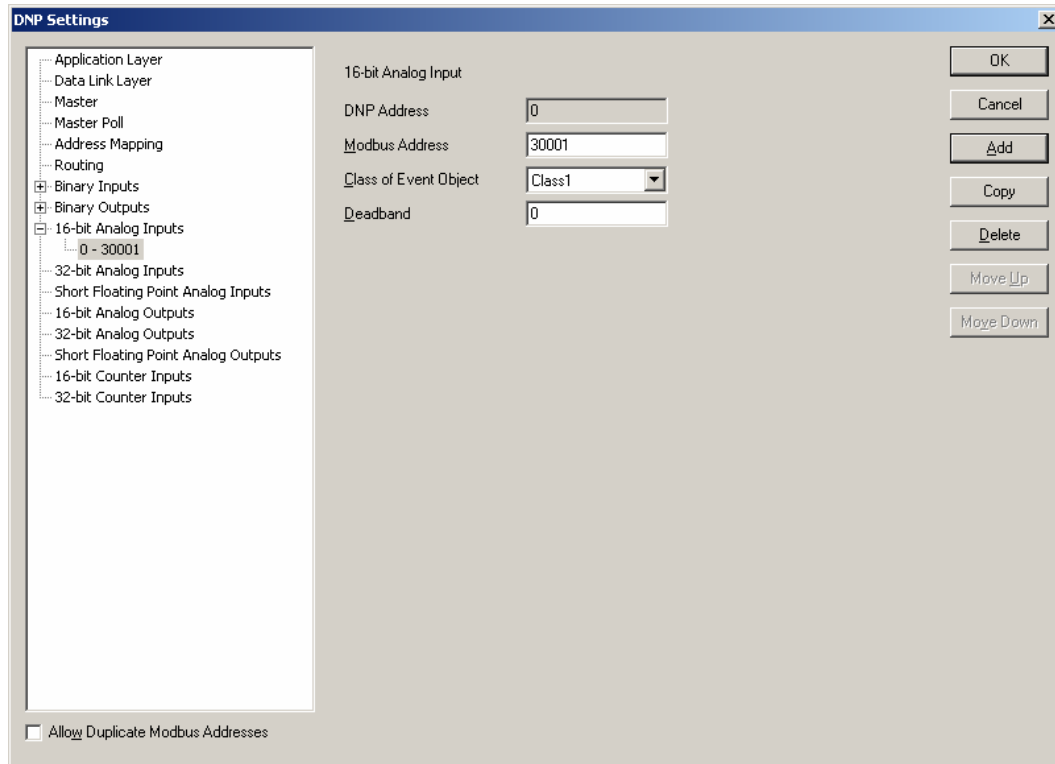 DNP Settings
Application Layer
Data Link Layer
Master
Master Poll
Address Mapping
Routing
Binary Inputs
Binary Outputs
16-bit Analog Inputs
0 - 30001
32-bit Analog Inputs
Short Floating Point Analog Inputs
16-bit Analog Outputs
32-bit Analog Outputs
Short Floating Point Analog Outputs
16-bit Counter Inputs
32-bit Counter Inputs
Allow Duplicate Modbus Addresses
16-bit Analog Input
DNP Address 0
Modbus Address 30001
Class of Event Object Class1
Deadband 0
OK
Cancel
Add
Copy
Delete
Move Up
Move Down